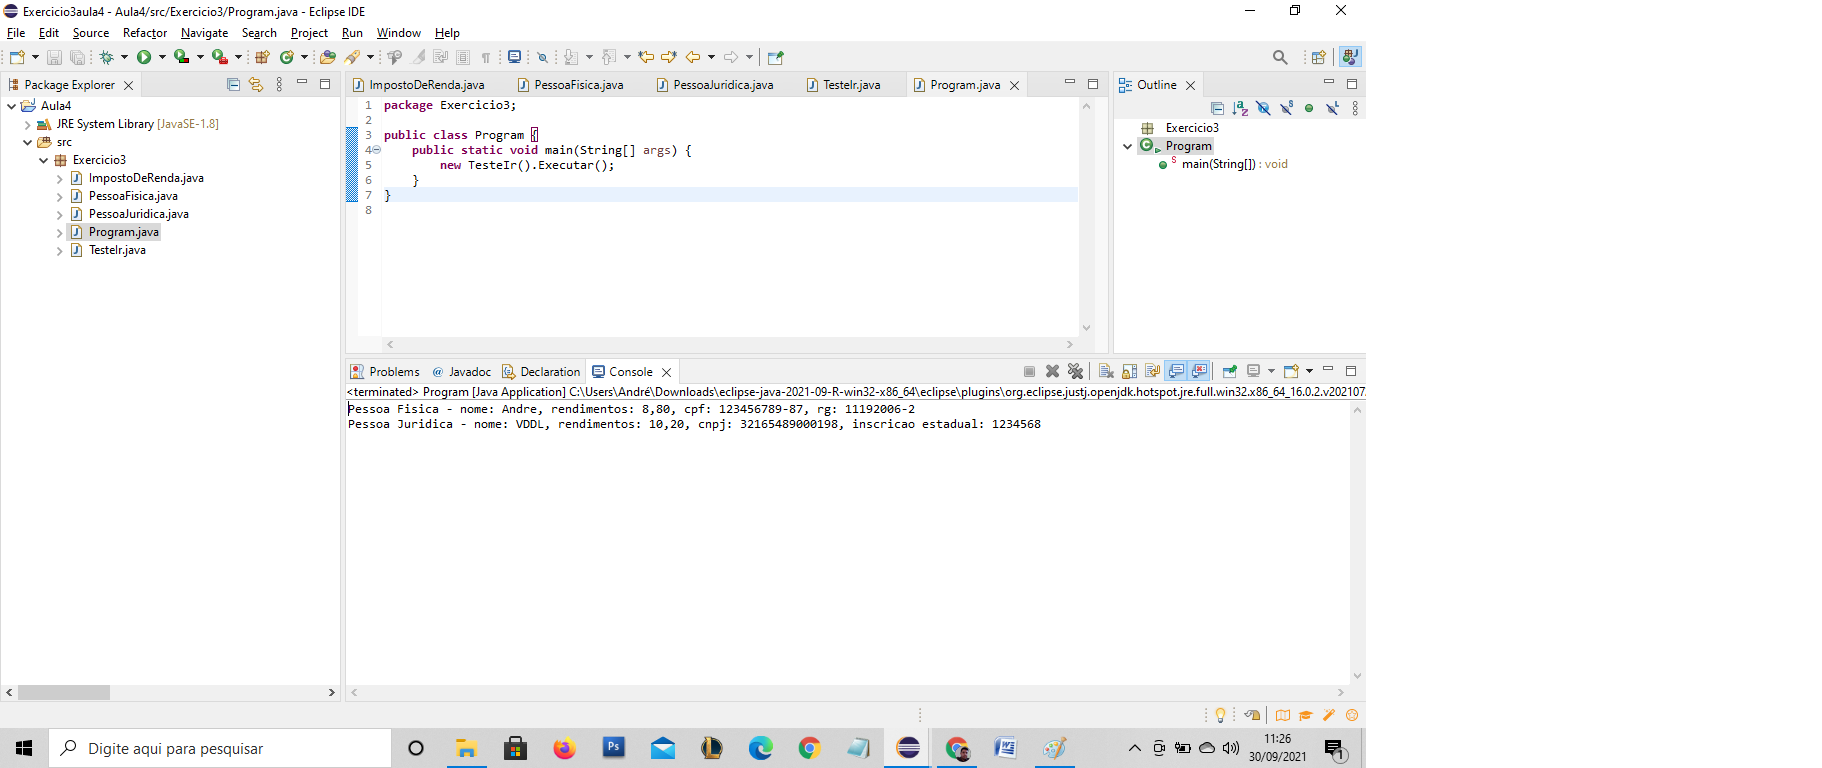 Exercicio3aula4 - Aula4/src/Exercicio3/Program.java - Eclipse IDE
File Edit Source Refactor Navigate Search Project Run Window Help
Package Explorer
Aula4
JRE System Library [JavaSE-1.8]
src
Exercicio3
ImpostoDeRenda.java
PessoaFisica.java
PessoaJuridica.java
Program.java
TesteIr.java
ImpostoDeRenda.java PessoaFisica.java PessoaJuridica.java TesteIr.java Program.java
1 package Exercicio3;
2
3 public class Program {
4 public static void main(String[] args) {
5 new TesteIr().Executar();
6 }
7 }
8
Outline
Exercicio3
Program
main(String[]) : void
Problems @ Javadoc Declaration Console
<terminated> Program [Java Application] C:\Users\André\Downloads\eclipse-java-2021-09-R-win32-x86_64\eclipse\plugins\org.eclipse.justj.openjdk.hotspot.jre.full.win32.x86_64_16.0.2.v202107
Pessoa Fisica - nome: Andre, rendimentos: 8,80, cpf: 123456789-87, rg: 11192006-2
Pessoa Juridica - nome: VDDL, rendimentos: 10,20, cnpj: 32165489000198, inscricao estadual: 1234568
Digite aqui para pesquisar
Ps
11:26
30/09/2021
1